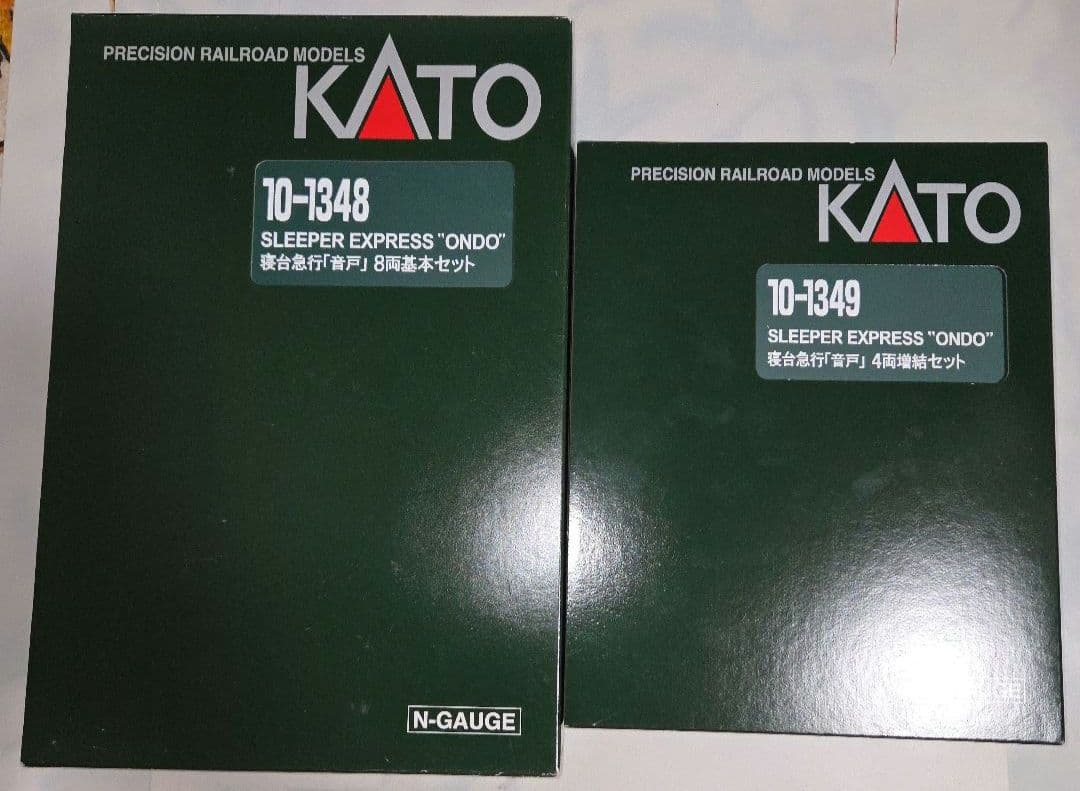 PRECISION RAILROAD MODELS
KATO
10-1348
SLEEPER EXPRESS "ONDO"
寝台急行「音戸」 8両基本セット
N-GAUGE
PRECISION RAILROAD MODELS
KATO
10-1349
SLEEPER EXPRESS "ONDO"
寝台急行「音戸」 4両増結セット